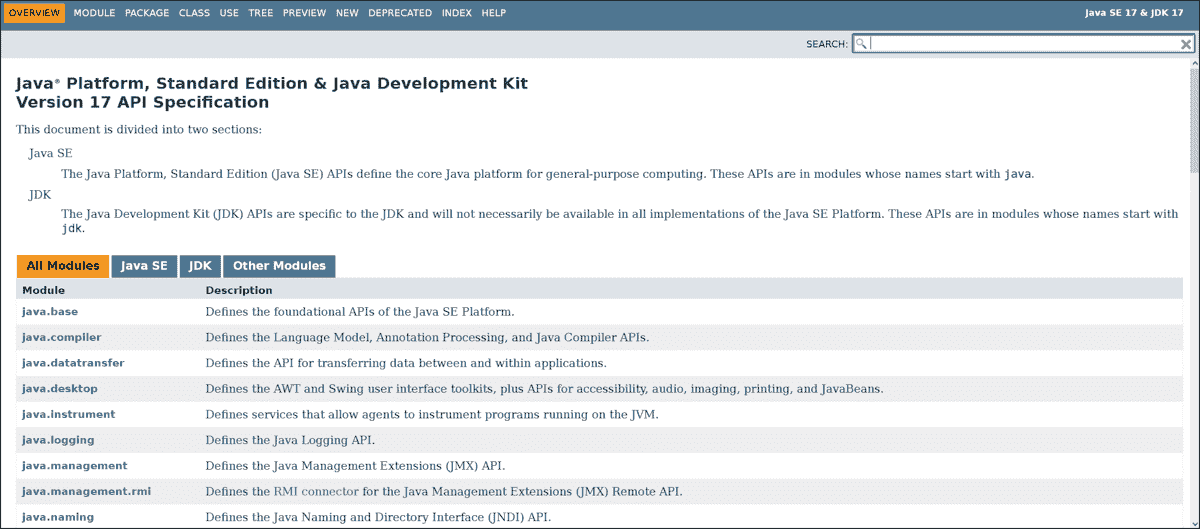 OVERVIEW MODULE PACKAGE CLASS USE TREE PREVIEW NEW DEPRECATED INDEX HELP Java SE 17 & JDK 17
SEARCH:
Java® Platform, Standard Edition & Java Development Kit
Version 17 API Specification
This document is divided into two sections:
Java SE
The Java Platform, Standard Edition (Java SE) APIs define the core Java platform for general-purpose computing. These APIs are in modules whose names start with java.
JDK
The Java Development Kit (JDK) APIs are specific to the JDK and will not necessarily be available in all implementations of the Java SE Platform. These APIs are in modules whose names start with
jdk.
All Modules Java SE JDK Other Modules
Module Description
java.base Defines the foundational APIs of the Java SE Platform.
java.compiler Defines the Language Model, Annotation Processing, and Java Compiler APIs.
java.datatransfer Defines the API for transferring data between and within applications.
java.desktop Defines the AWT and Swing user interface toolkits, plus APIs for accessibility, audio, imaging, printing, and JavaBeans.
java.instrument Defines services that allow agents to instrument programs running on the JVM.
java.logging Defines the Java Logging API.
java.management Defines the Java Management Extensions (JMX) API.
java.management.rmi Defines the RMI connector for the Java Management Extensions (JMX) Remote API.
java.naming Defines the Java Naming and Directory Interface (JNDI) API.